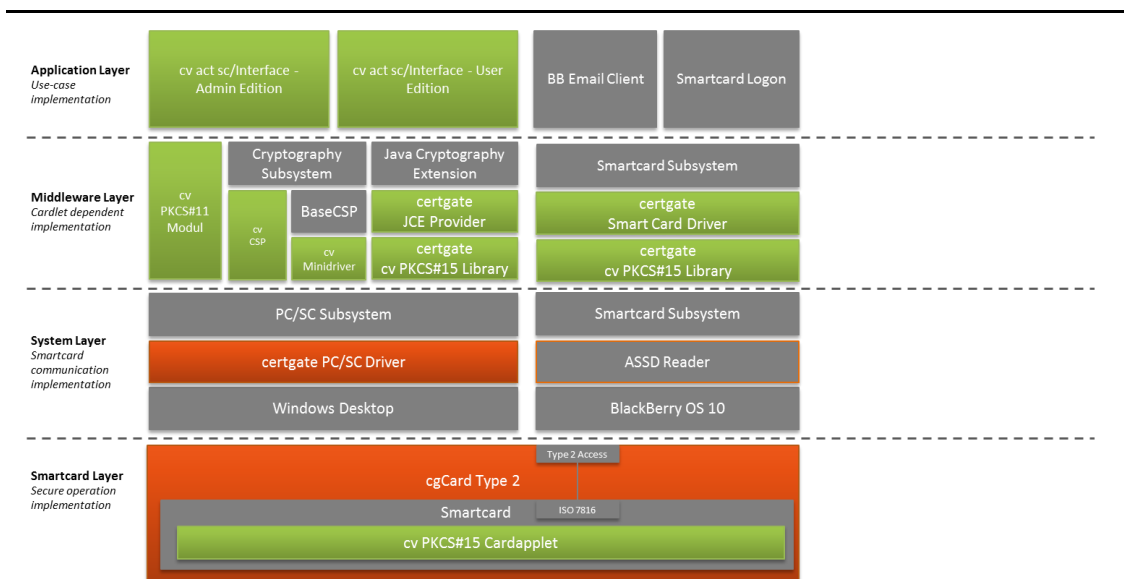 Application Layer
Use-case
implementation
cv act sc/Interface -
Admin Edition
cv act sc/Interface - User
Edition
BB Email Client
Smartcard Logon
Middleware Layer
Cardlet dependent
implementation
cv
PKCS#11
Modul
Cryptography
Subsystem
cv
CSP
BaseCSP
cv
Minidriver
Java Cryptography
Extension
certgate
JCE Provider
certgate
cv PKCS#15 Library
Smartcard Subsystem
certgate
Smart Card Driver
certgate
cv PKCS#15 Library
System Layer
Smartcard
communication
implementation
PC/SC Subsystem
certgate PC/SC Driver
Windows Desktop
Smartcard Subsystem
ASSD Reader
BlackBerry OS 10
Smartcard Layer
Secure operation
implementation
Type 2 Access
cgCard Type 2
Smartcard
ISO 7816
cv PKCS#15 Cardapplet